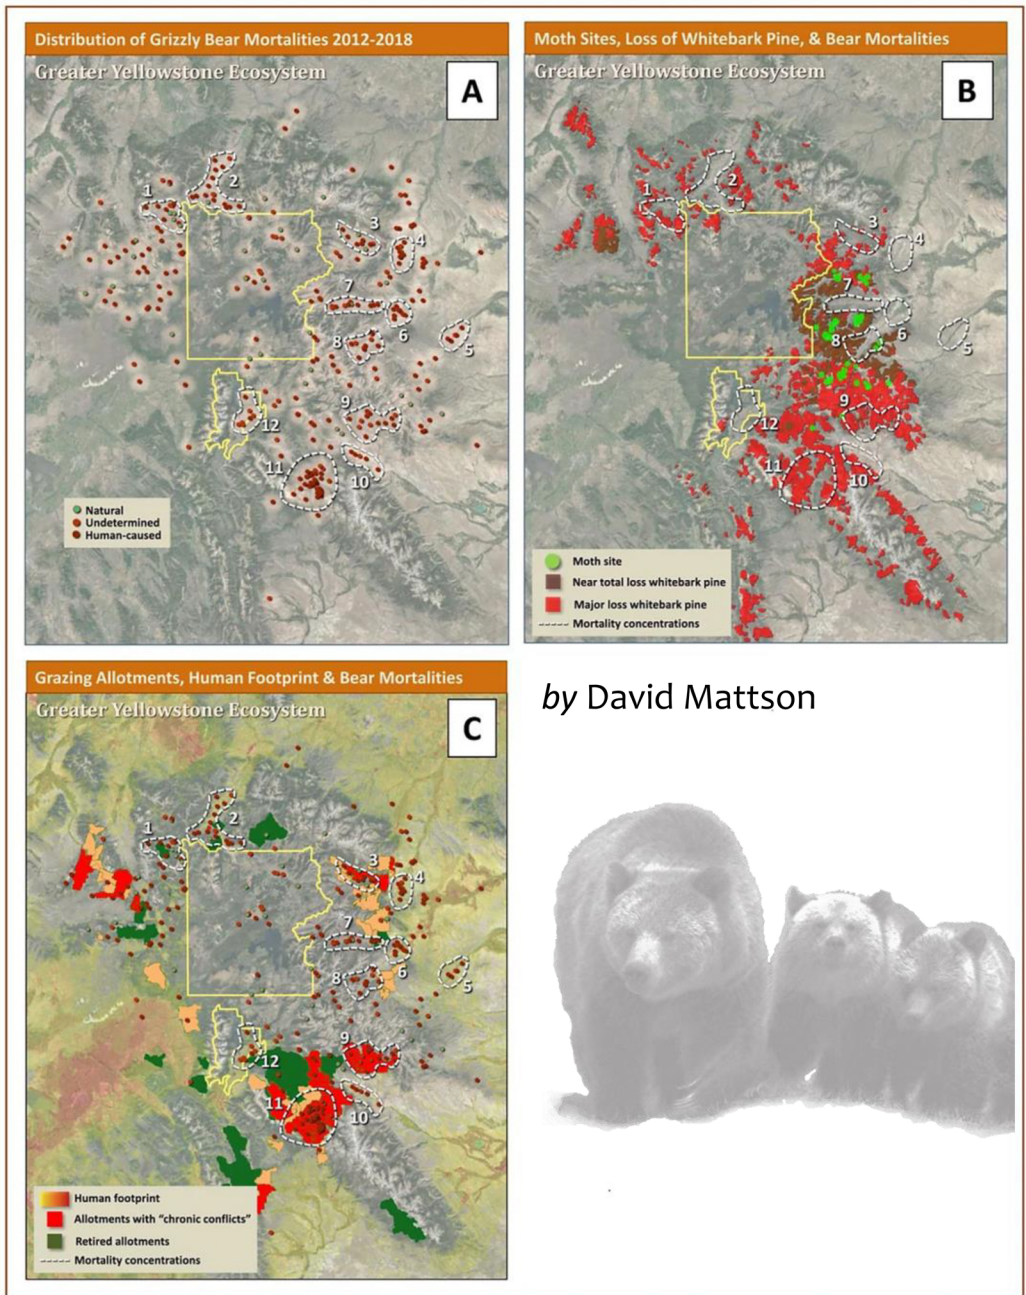 Distribution of Grizzly Bear Mortalities 2012-2018
Greater Yellowstone Ecosystem
A
1
2
3
4
7
6
5
8
9
12
11
10
Natural
Undetermined
Human-caused
Moth Sites, Loss of Whitebark Pine, & Bear Mortalities
Greater Yellowstone Ecosystem
B
1
2
3
4
7
6
5
8
9
12
11
10
Moth site
Near total loss whitebark pine
Major loss whitebark pine
Mortality concentrations
Grazing Allotments, Human Footprint & Bear Mortalities
Greater Yellowstone Ecosystem
C
1
2
3
4
7
6
5
8
9
12
11
10
Human footprint
Allotments with “chronic conflicts”
Retired allotments
Mortality concentrations
by David Mattson